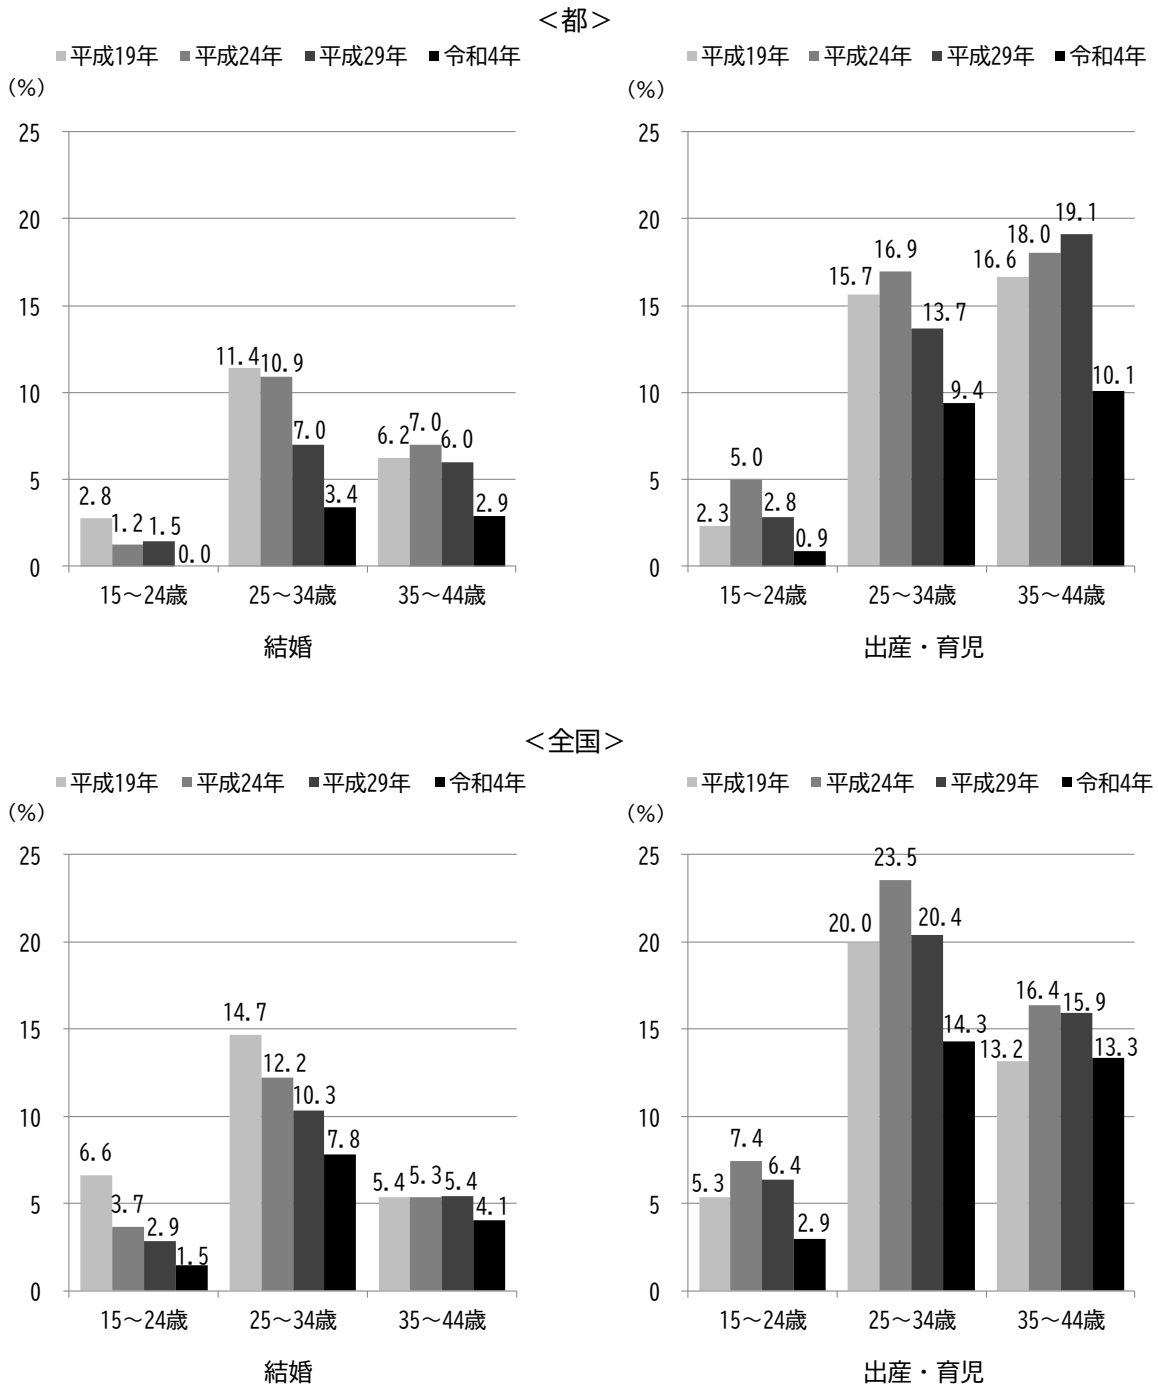 ＜都＞
平成19年 平成24年 平成29年 令和4年
(%)
25
20
15
10
5
0
2.8 1.2 1.5 0.0
11.4 10.9 7.0 3.4
6.2 7.0 6.0 2.9
15～24歳 25～34歳 35～44歳
結婚
平成19年 平成24年 平成29年 令和4年
(%)
25
20
15
10
5
0
2.3 5.0 2.8 0.9
15.7 16.9 13.7 9.4
16.6 18.0 19.1 10.1
15～24歳 25～34歳 35～44歳
出産・育児
＜全国＞
平成19年 平成24年 平成29年 令和4年
(%)
25
20
15
10
5
0
6.6 3.7 2.9 1.5
14.7 12.2 10.3 7.8
5.4 5.3 5.4 4.1
15～24歳 25～34歳 35～44歳
結婚
平成19年 平成24年 平成29年 令和4年
(%)
25
20
15
10
5
0
5.3 7.4 6.4 2.9
20.0 23.5 20.4 14.3
13.2 16.4 15.9 13.3
15～24歳 25～34歳 35～44歳
出産・育児